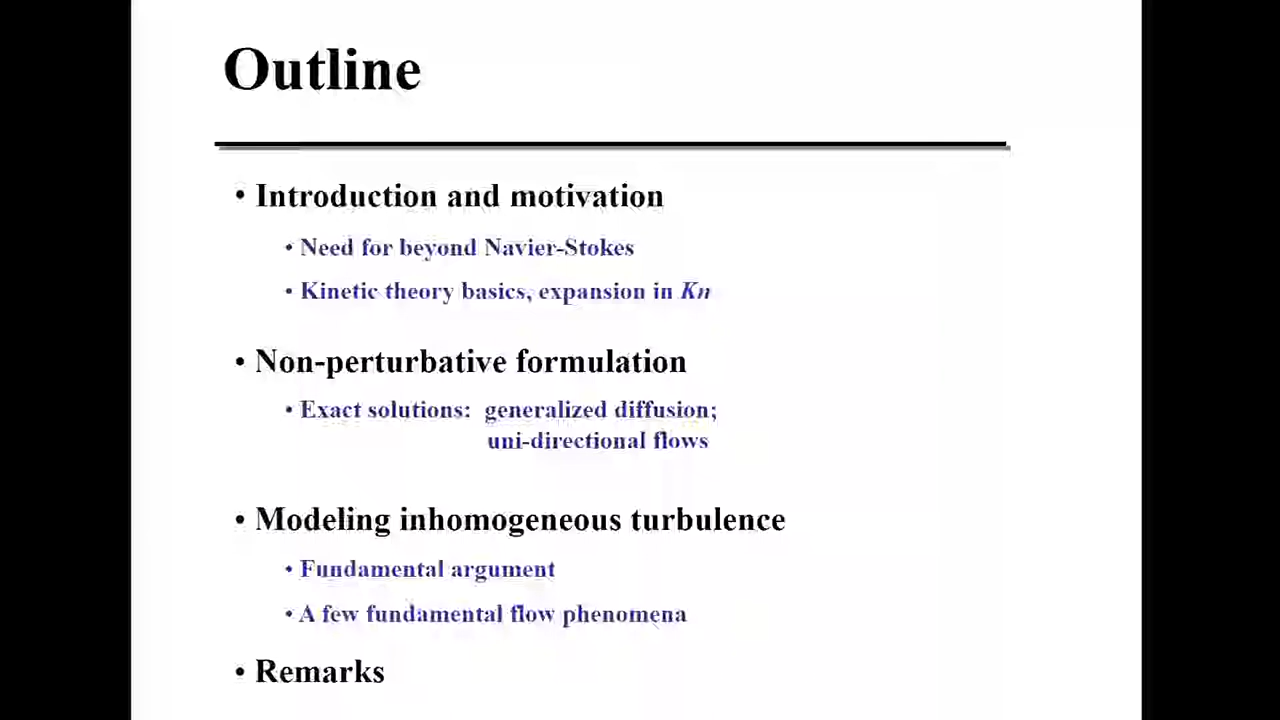 Outline
• Introduction and motivation
• Need for beyond Navier-Stokes
• Kinetic theory basics, expansion in Kn
• Non-perturbative formulation
• Exact solutions: generalized diffusion;
uni-directional flows
• Modeling inhomogeneous turbulence
• Fundamental argument
• A few fundamental flow phenomena
• Remarks